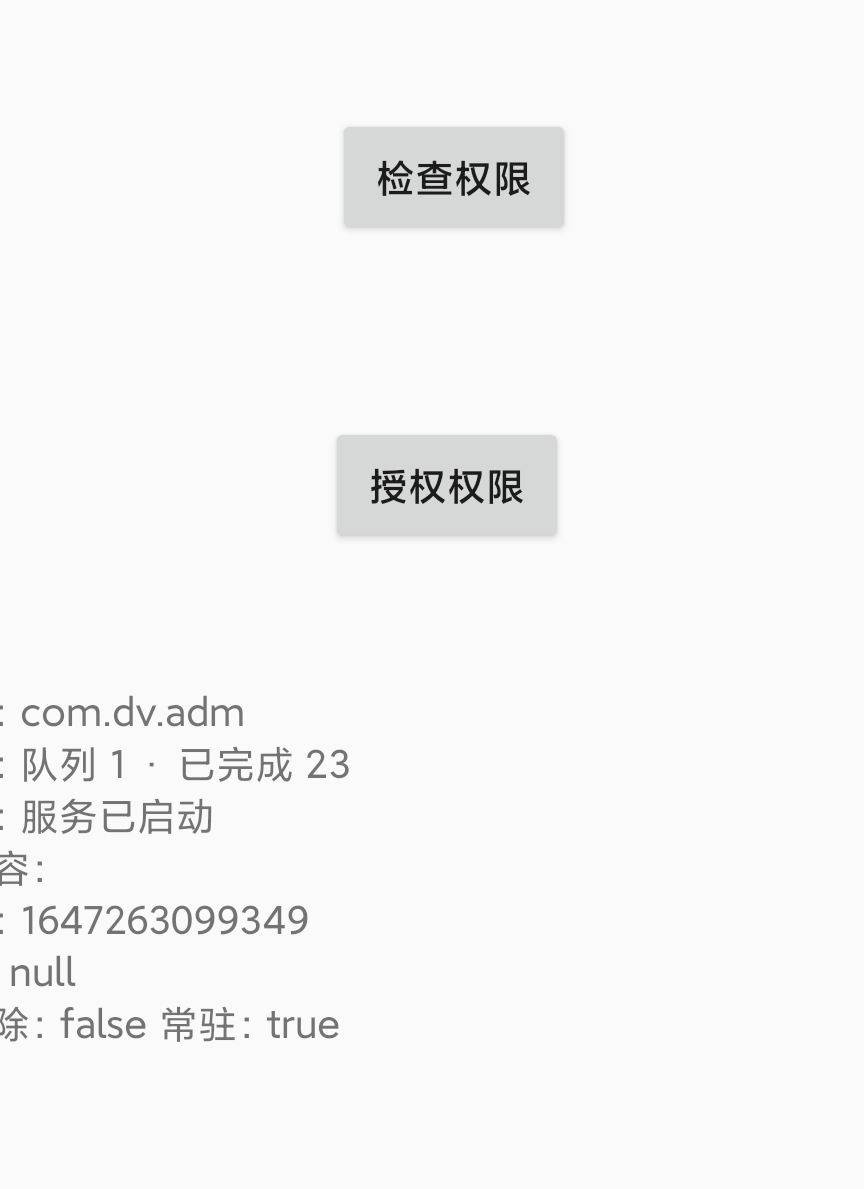 检查权限
授权权限
: com.dv.adm
: 队列 1 · 已完成 23
: 服务已启动
容:
: 1647263099349
null
除: false 常驻: true